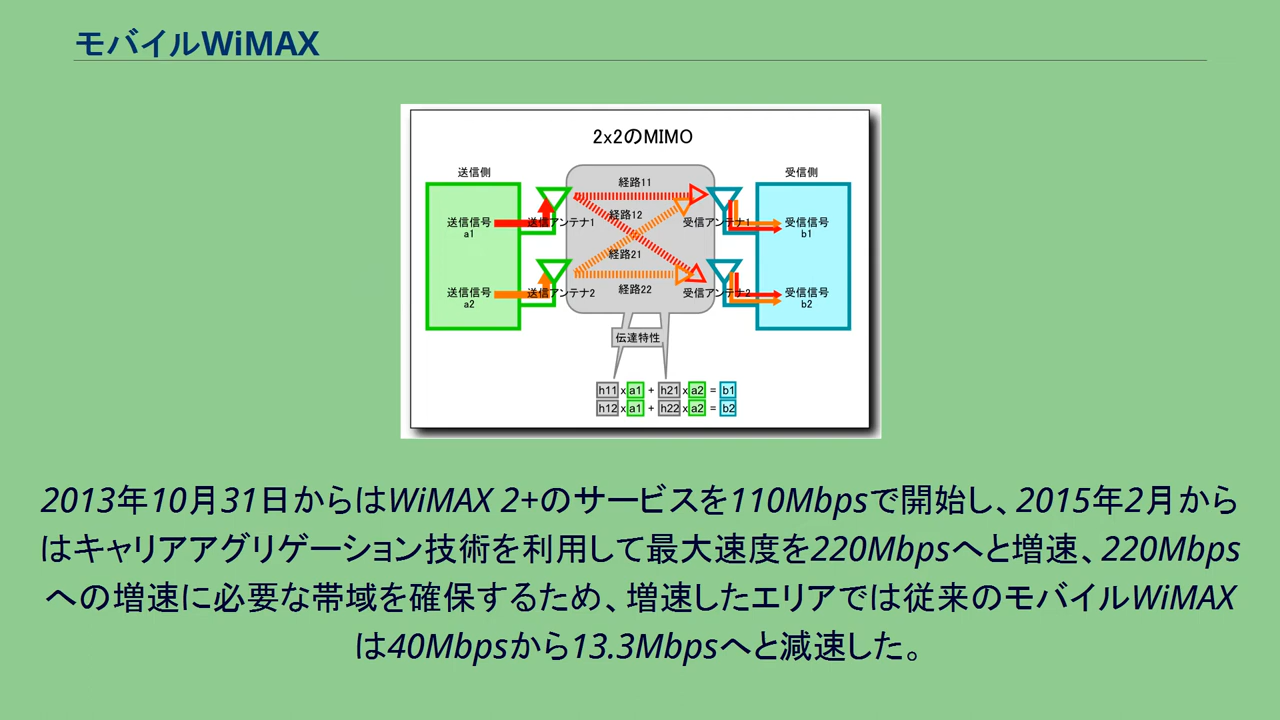 モバイルWiMAX
2x2のMIMO
送信側
受信側
経路11
経路12
経路21
経路22
送信信号
a1
送信アンテナ1
受信アンテナ1
受信信号
b1
送信信号
a2
送信アンテナ2
受信アンテナ2
受信信号
b2
伝達特性
h11 x a1 + h21 x a2 = b1
h12 x a1 + h22 x a2 = b2
2013年10月31日からはWiMAX 2+のサービスを110Mbpsで開始し、2015年2月から
はキャリアアグリゲーション技術を利用して最大速度を220Mbpsへと増速、220Mbps
への増速に必要な帯域を確保するため、増速したエリアでは従来のモバイルWiMAX
は40Mbpsから13.3Mbpsへと減速した。